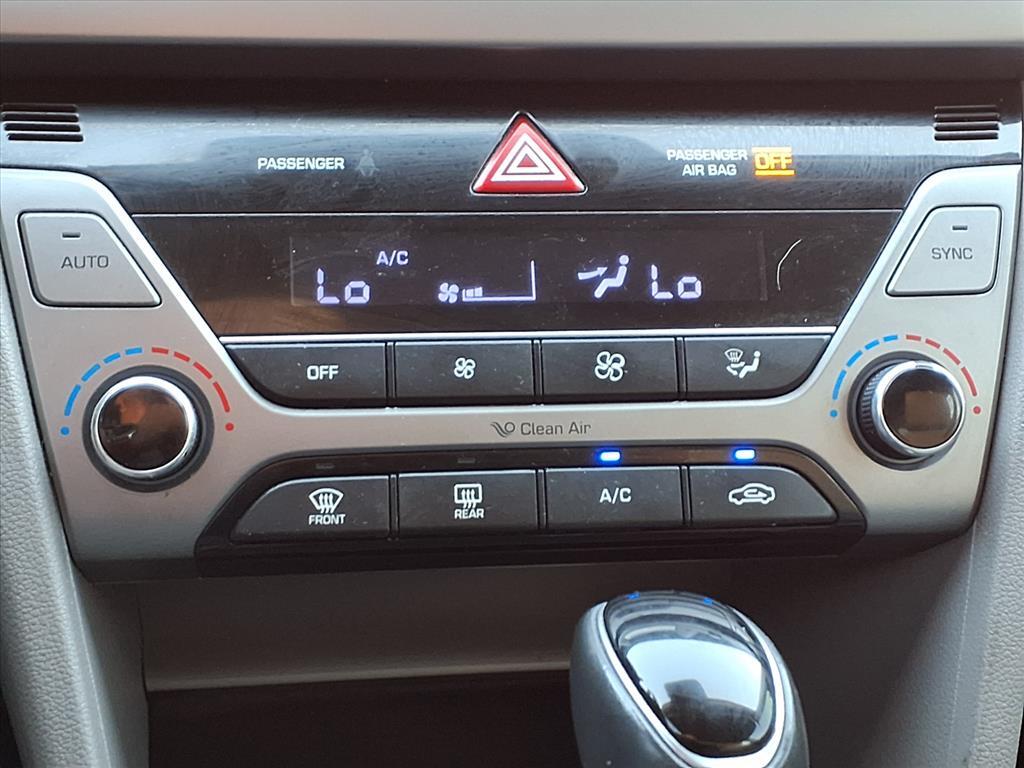 PASSENGER
PASSENGER OFF
AIR BAG
AUTO
SYNC
A/C
Lo Lo
OFF
Clean Air
FRONT
REAR
A/C